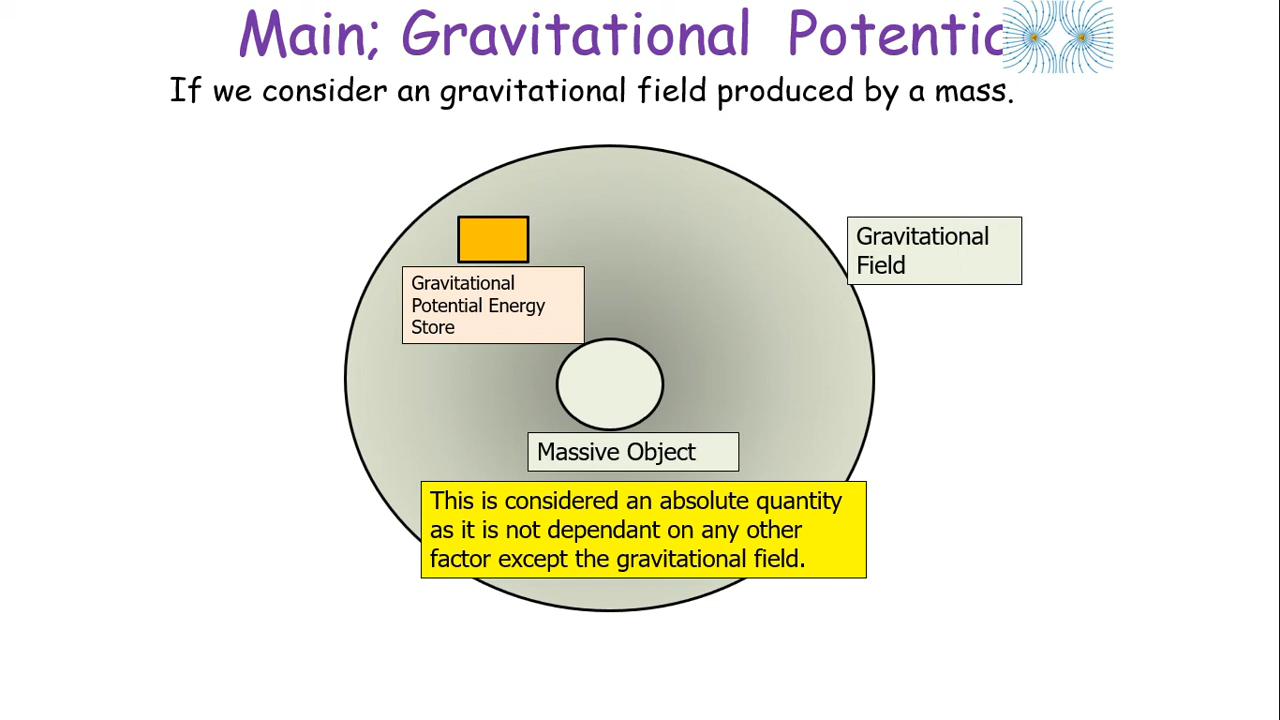 Main; Gravitational Potentic
If we consider an gravitational field produced by a mass.
Gravitational
Field
Gravitational
Potential Energy
Store
Massive Object
This is considered an absolute quantity
as it is not dependant on any other
factor except the gravitational field.